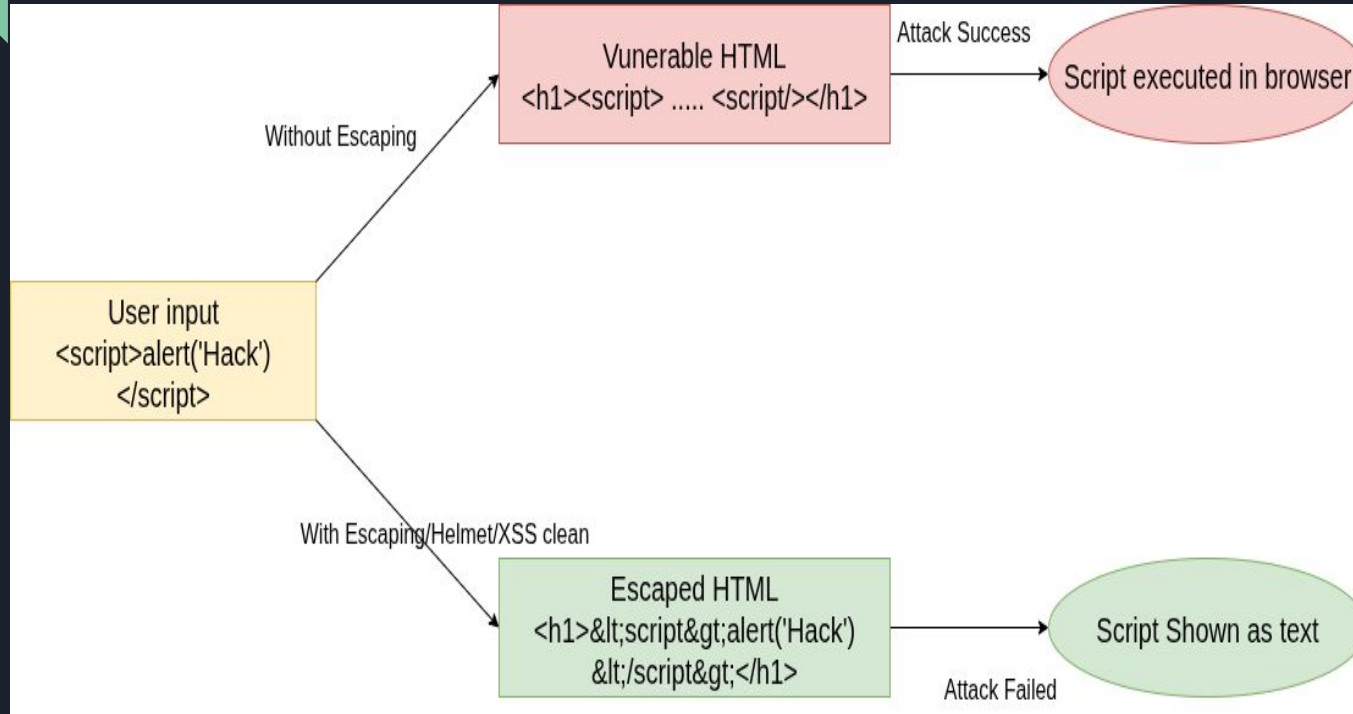 Vunerable HTML
<h1><script> ..... <script/></h1>
Attack Success
Script executed in browser
Without Escaping
User input
<script>alert('Hack')
</script>
With Escaping/Helmet/XSS clean
Escaped HTML
<h1>&lt;script&gt;alert('Hack')
&lt;/script&gt;</h1>
Script Shown as text
Attack Failed